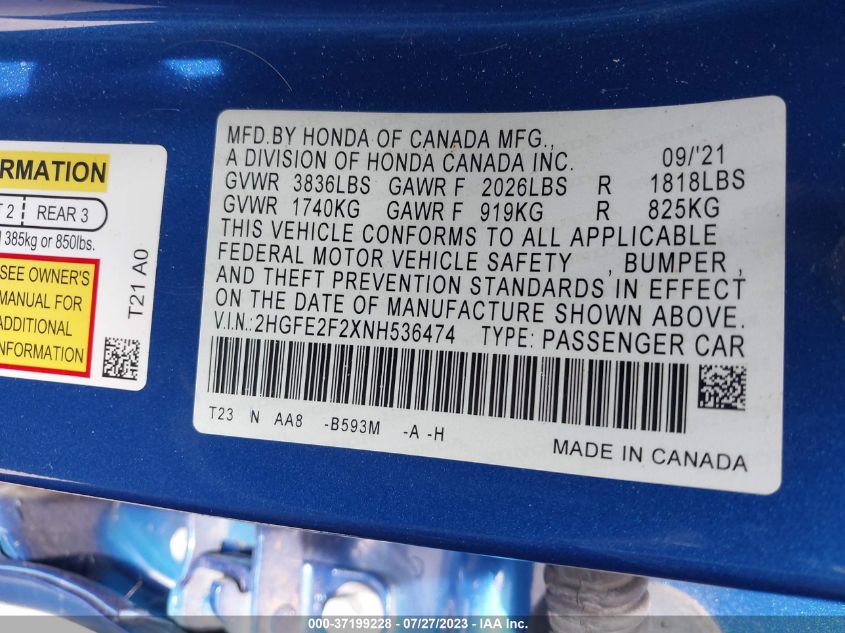 ORMATION
T 2 REAR 3
385kg or 850lbs.
SEE OWNER'S
MANUAL FOR
ADDITIONAL
INFORMATION
T21 A0
MFD.BY HONDA OF CANADA MFG.,
A DIVISION OF HONDA CANADA INC. 09/'21
GVWR 3836LBS GAWR F 2026LBS R 1818LBS
GVWR 1740KG GAWR F 919KG R 825KG
THIS VEHICLE CONFORMS TO ALL APPLICABLE
FEDERAL MOTOR VEHICLE SAFETY , BUMPER ,
AND THEFT PREVENTION STANDARDS IN EFFECT
ON THE DATE OF MANUFACTURE SHOWN ABOVE.
V.I.N.:2HGFE2F2XNH536474 TYPE: PASSENGER CAR
T23 N AA8 -B593M -A -H
MADE IN CANADA
000-37199228 - 07/27/2023 - IAA Inc.